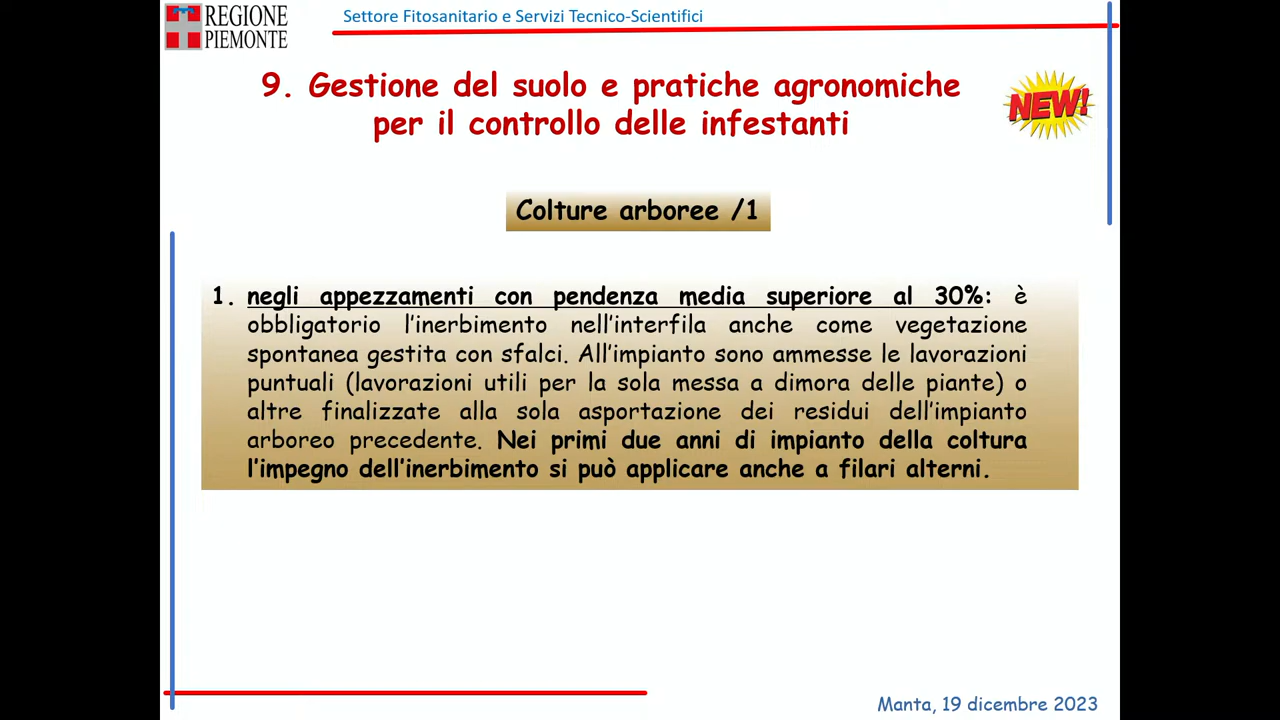 REGIONE
PIEMONTE
Settore Fitosanitario e Servizi Tecnico-Scientifici
9. Gestione del suolo e pratiche agronomiche
per il controllo delle infestanti
NEW!
Colture arboree /1
1. negli appezzamenti con pendenza media superiore al 30%: è
obbligatorio l'inerbimento nell'interfila anche come vegetazione
spontanea gestita con sfalci. All'impianto sono ammesse le lavorazioni
puntuali (lavorazioni utili per la sola messa a dimora delle piante) o
altre finalizzate alla sola asportazione dei residui dell'impianto
arboreo precedente. Nei primi due anni di impianto della coltura
l'impegno dell'inerbimento si può applicare anche a filari alterni.
Manta, 19 dicembre 2023